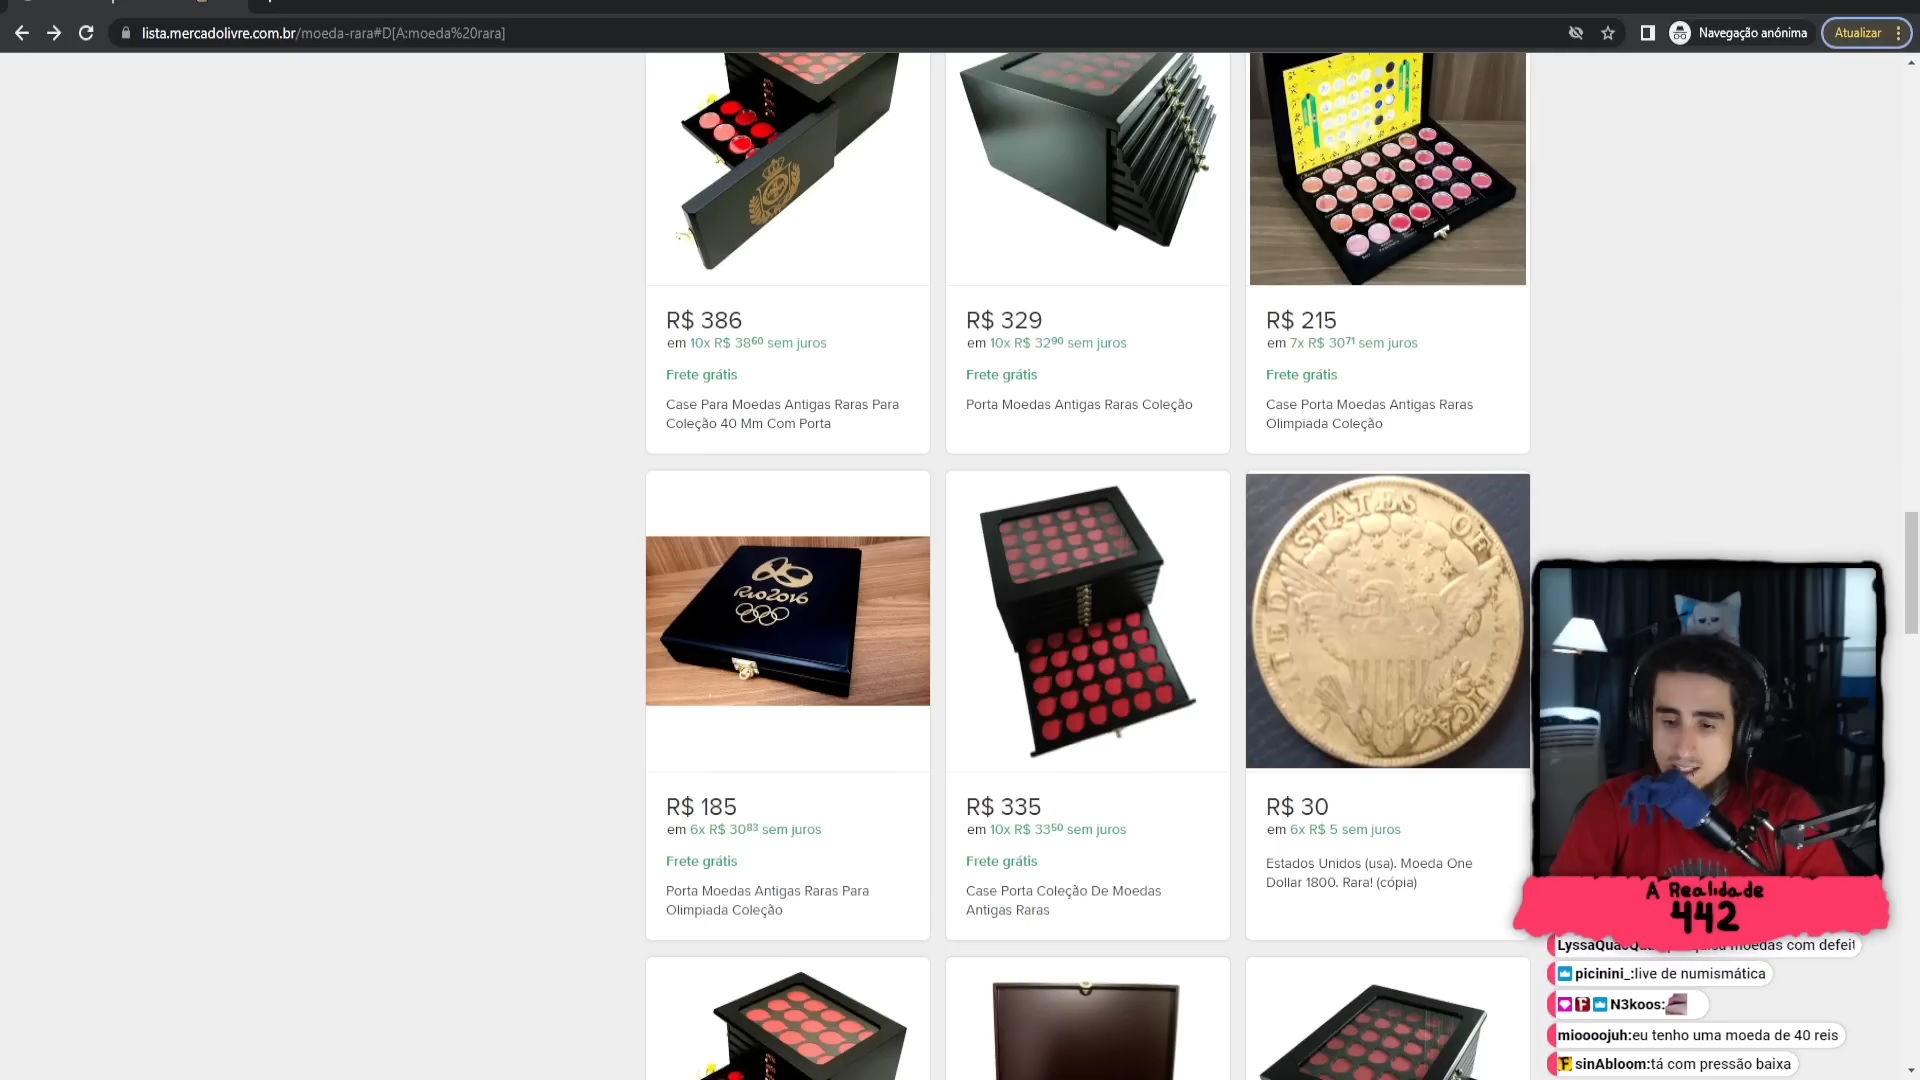 lista.mercadolivre.com.br/moeda-rara#D[A:moeda%20rara]
Navegação anónima
Atualizar
R$ 386
em 10x R$ 38⁶⁰ sem juros
Frete grátis
Case Para Moedas Antigas Raras Para
Coleção 40 Mm Com Porta
R$ 329
em 10x R$ 32⁹⁰ sem juros
Frete grátis
Porta Moedas Antigas Raras Coleção
R$ 215
em 7x R$ 30⁷¹ sem juros
Frete grátis
Case Porta Moedas Antigas Raras
Olimpiada Coleção
Rio2016
R$ 185
em 6x R$ 30⁸³ sem juros
Frete grátis
Porta Moedas Antigas Raras Para
Olimpiada Coleção
R$ 335
em 10x R$ 33⁵⁰ sem juros
Frete grátis
Case Porta Coleção De Moedas
Antigas Raras
STATES OF
R$ 30
em 6x R$ 5 sem juros
Estados Unidos (usa). Moeda One
Dollar 1800. Rara! (cópia)
A Realidade
442
moedas com defeit
picinini_:live de numismática
N3koos:
mioooojuh:eu tenho uma moeda de 40 reis
sinAbloom:tá com pressão baixa